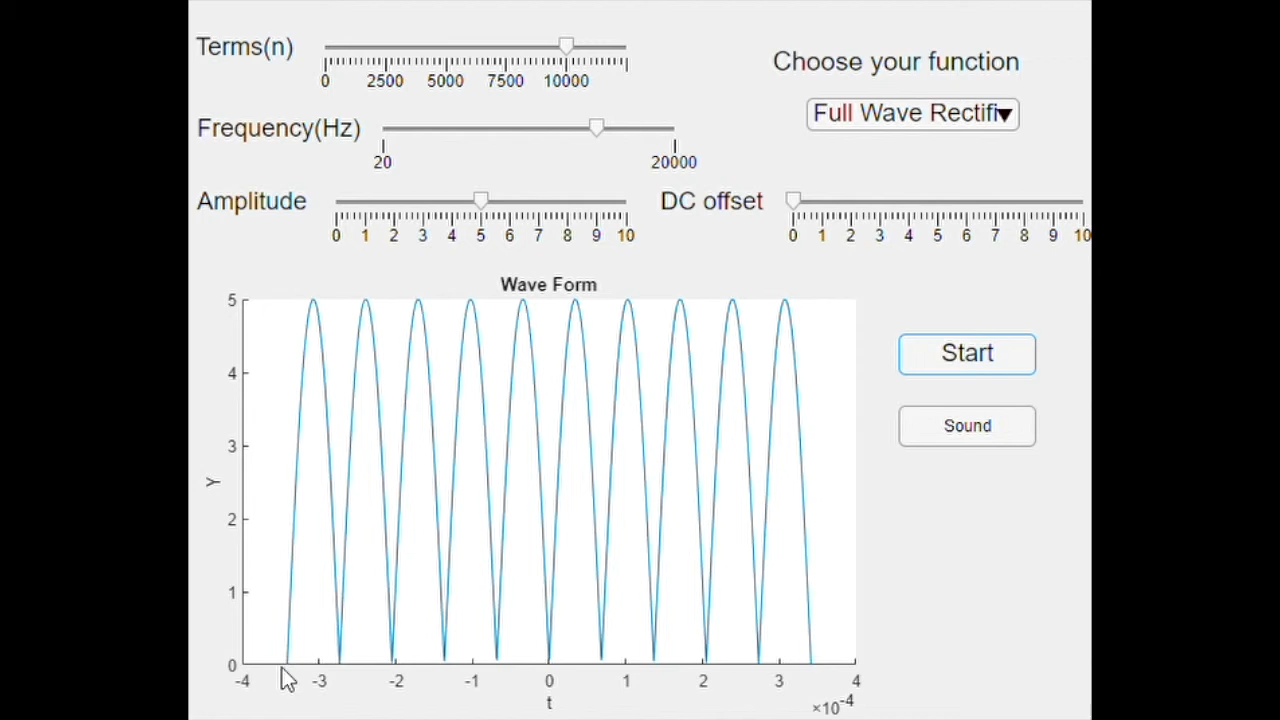 Terms(n)
0 2500 5000 7500 10000
Choose your function
Full Wave Rectifi
Frequency(Hz)
20 20000
Amplitude
0 1 2 3 4 5 6 7 8 9 10
DC offset
0 1 2 3 4 5 6 7 8 9 10
Wave Form
5
4
3
2
1
0
Y
-4 -3 -2 -1 0 1 2 3 4
t
×10-4
Start
Sound